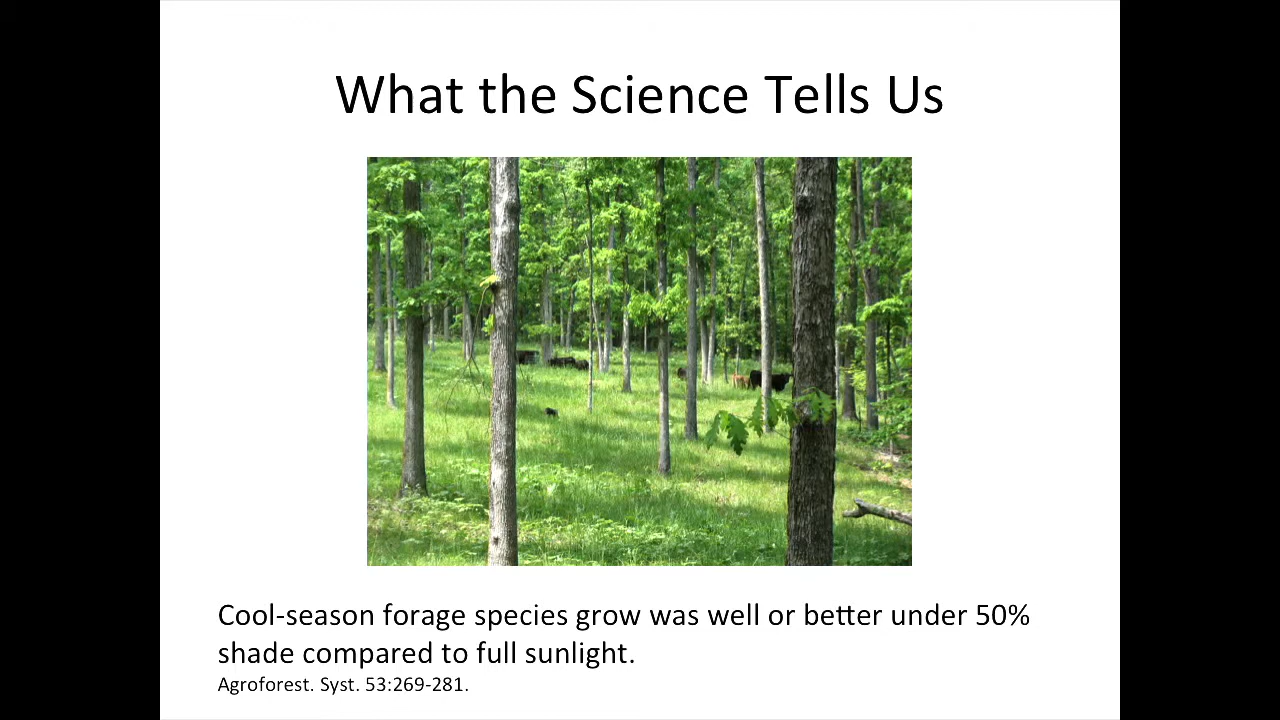 What the Science Tells Us
Cool-season forage species grow was well or better under 50%
shade compared to full sunlight.
Agroforest. Syst. 53:269-281.